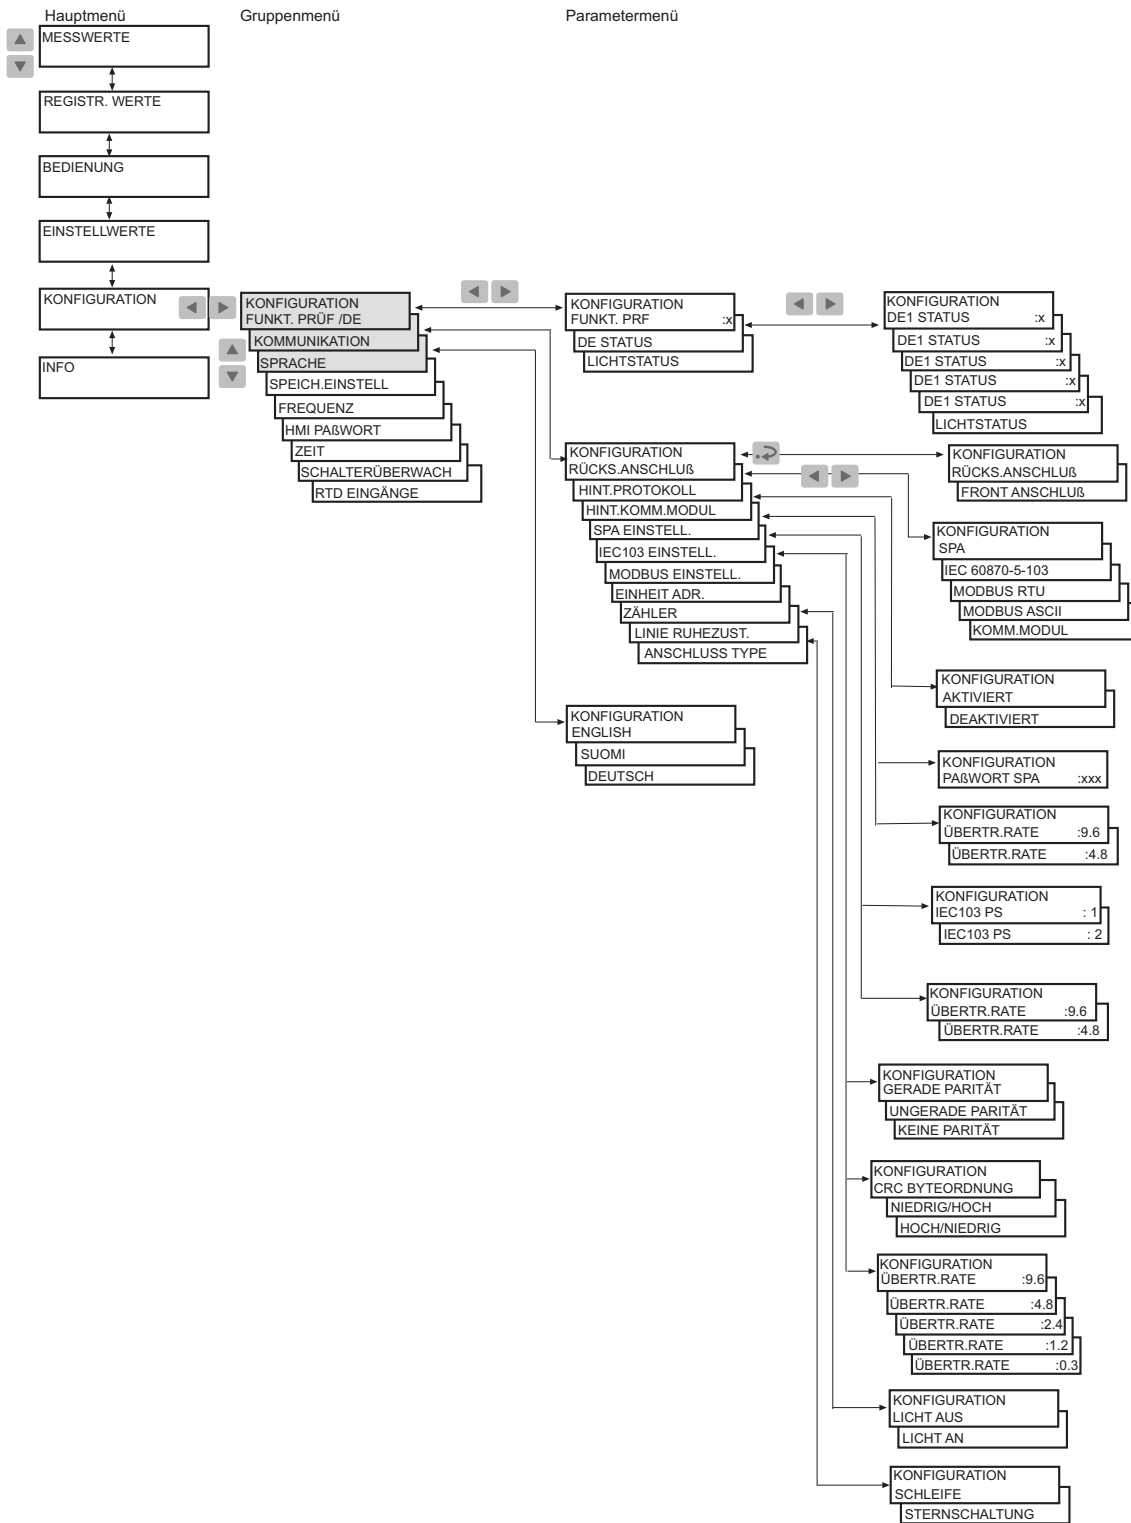 Hauptmenü
Gruppenmenü
Parametermenü
MESSWERTE
REGISTR. WERTE
BEDIENUNG
EINSTELLWERTE
KONFIGURATION
INFO
KONFIGURATION
FUNKT. PRÜF /DE
KOMMUNIKATION
SPRACHE
SPEICH.EINSTELL
FREQUENZ
HMI PAßWORT
ZEIT
SCHALTERÜBERWACH
RTD EINGÄNGE
KONFIGURATION
FUNKT. PRF :x
DE STATUS
LICHTSTATUS
KONFIGURATION
DE1 STATUS :x
DE1 STATUS :x
DE1 STATUS :x
DE1 STATUS :x
DE1 STATUS :x
LICHTSTATUS
KONFIGURATION
RÜCKS.ANSCHLUß
HINT.PROTOKOLL
HINT.KOMM.MODUL
SPA EINSTELL.
IEC103 EINSTELL.
MODBUS EINSTELL.
EINHEIT ADR.
ZÄHLER
LINIE RUHEZUST.
ANSCHLUSS TYPE
KONFIGURATION
RÜCKS.ANSCHLUß
FRONT ANSCHLUß
KONFIGURATION
SPA
IEC 60870-5-103
MODBUS RTU
MODBUS ASCII
KOMM.MODUL
KONFIGURATION
AKTIVIERT
DEAKTIVIERT
KONFIGURATION
ENGLISH
SUOMI
DEUTSCH
KONFIGURATION
PAßWORT SPA :xxx
KONFIGURATION
ÜBERTR.RATE :9.6
ÜBERTR.RATE :4.8
KONFIGURATION
IEC103 PS : 1
IEC103 PS : 2
KONFIGURATION
ÜBERTR.RATE :9.6
ÜBERTR.RATE :4.8
KONFIGURATION
GERADE PARITÄT
UNGERADE PARITÄT
KEINE PARITÄT
KONFIGURATION
CRC BYTEORDNUNG
NIEDRIG/HOCH
HOCH/NIEDRIG
KONFIGURATION
ÜBERTR.RATE :9.6
ÜBERTR.RATE :4.8
ÜBERTR.RATE :2.4
ÜBERTR.RATE :1.2
ÜBERTR.RATE :0.3
KONFIGURATION
LICHT AUS
LICHT AN
KONFIGURATION
SCHLEIFE
STERNSCHALTUNG